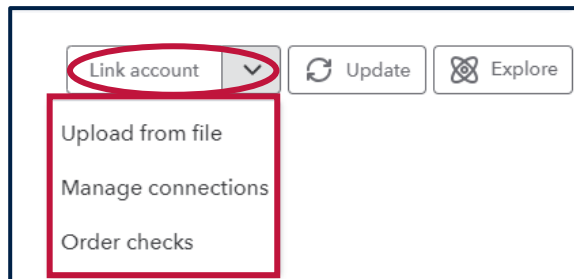 Link account Update Explore
Upload from file
Manage connections
Order checks